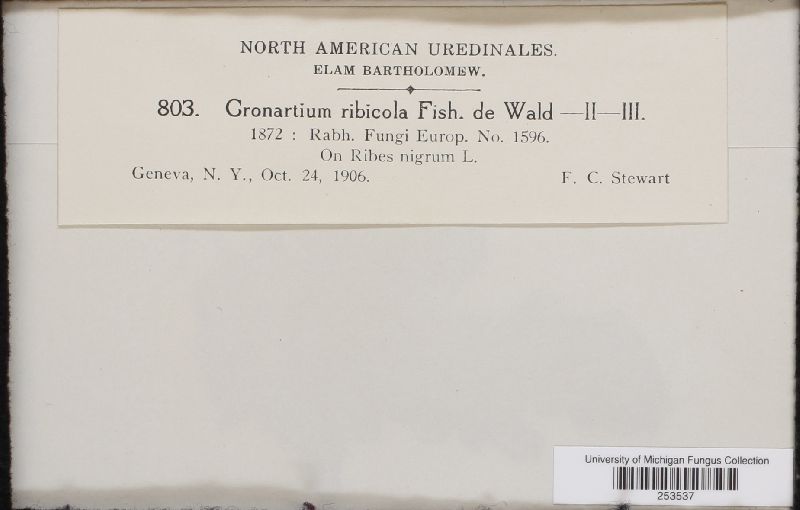 NORTH AMERICAN UREDINALES.
ELAM BARTHOLOMEW.
803. Cronartium ribicola Fish. de Wald —II—III.
1872 : Rabh. Fungi Europ. No. 1596.
On Ribes nigrum L.
Geneva, N. Y., Oct. 24, 1906. F. C. Stewart
University of Michigan Fungus Collection
253537